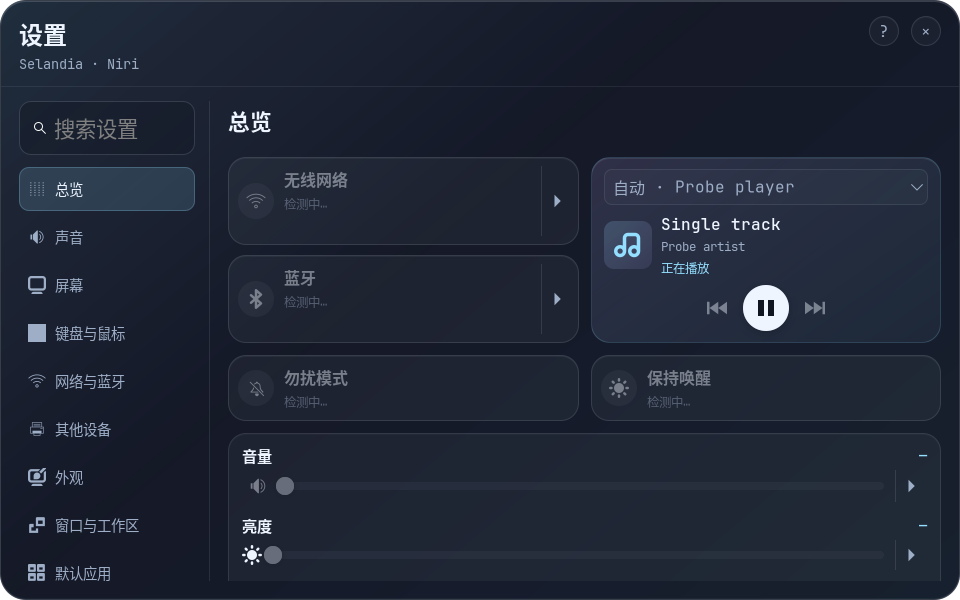 设置
Selandia · Niri
?
×
搜索设置
总览
声音
屏幕
键盘与鼠标
网络与蓝牙
其他设备
外观
窗口与工作区
默认应用
总览
无线网络
检测中…
蓝牙
检测中…
自动 · Probe player
Single track
Probe artist
正在播放
勿扰模式
检测中…
保持唤醒
检测中…
音量
—
亮度
—